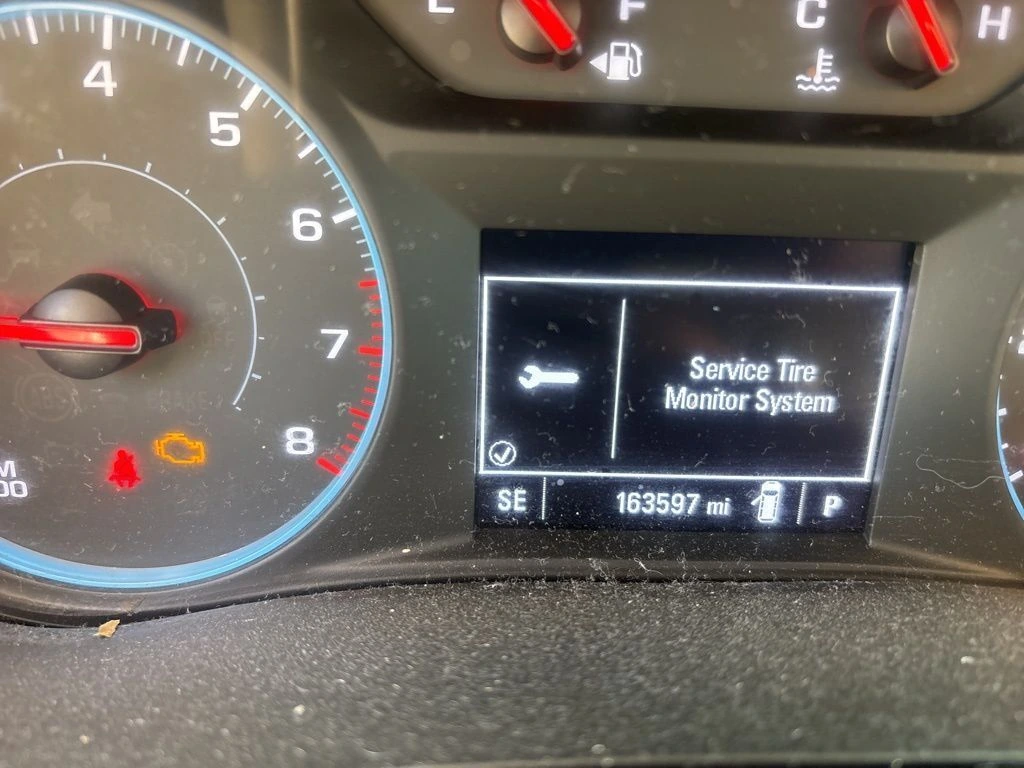 F
C
H
4
5
6
7
8
Service Tire
Monitor System
SE
163597 mi
P